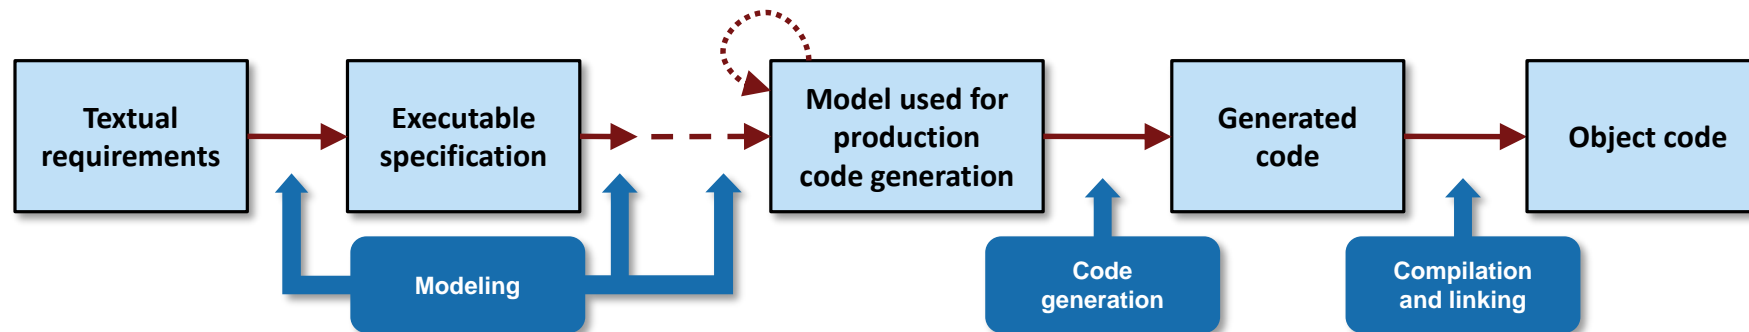 Textual
requirements
Executable
specification
Model used for
production
code generation
Generated
code
Object code
Modeling
Code
generation
Compilation
and linking